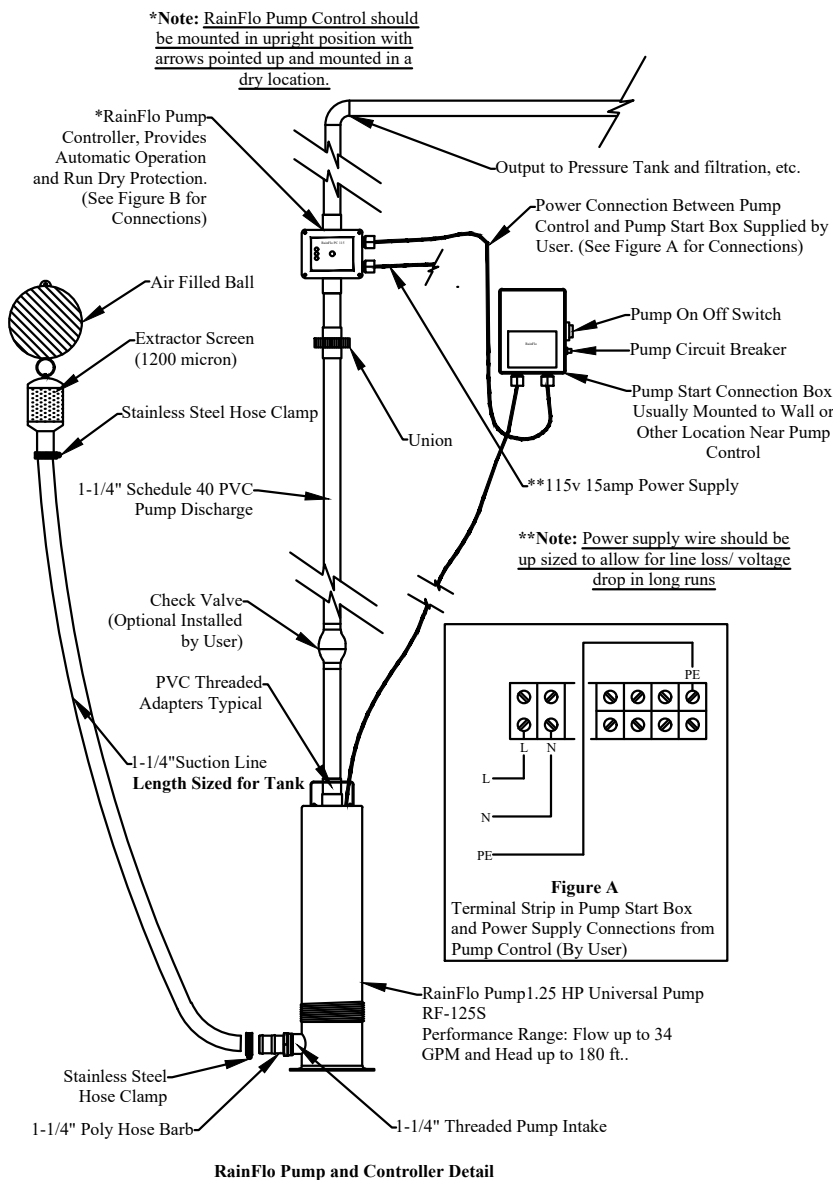 *Note: RainFlo Pump Control should
be mounted in upright position with
arrows pointed up and mounted in a
dry location.
*RainFlo Pump
Controller, Provides
Automatic Operation
and Run Dry Protection.
(See Figure B for
Connections)
Output to Pressure Tank and filtration, etc.
Power Connection Between Pump
Control and Pump Start Box Supplied by
User. (See Figure A for Connections)
Air Filled Ball
Extractor Screen
(1200 micron)
Stainless Steel Hose Clamp
Pump On Off Switch
RainFlo
Pump Circuit Breaker
Pump Start Connection Box
Usually Mounted to Wall or
Other Location Near Pump
Control
Union
1-1/4" Schedule 40 PVC
Pump Discharge
**115v 15amp Power Supply
**Note: Power supply wire should be
up sized to allow for line loss/ voltage
drop in long runs
Check Valve
(Optional Installed
by User)
PVC Threaded
Adapters Typical
1-1/4"Suction Line
Length Sized for Tank
PE
L N
L
N
PE
Figure A
Terminal Strip in Pump Start Box
and Power Supply Connections from
Pump Control (By User)
RainFlo Pump1.25 HP Universal Pump
RF-125S
Performance Range: Flow up to 34
GPM and Head up to 180 ft..
Stainless Steel
Hose Clamp
1-1/4" Poly Hose Barb
1-1/4" Threaded Pump Intake
RainFlo Pump and Controller Detail